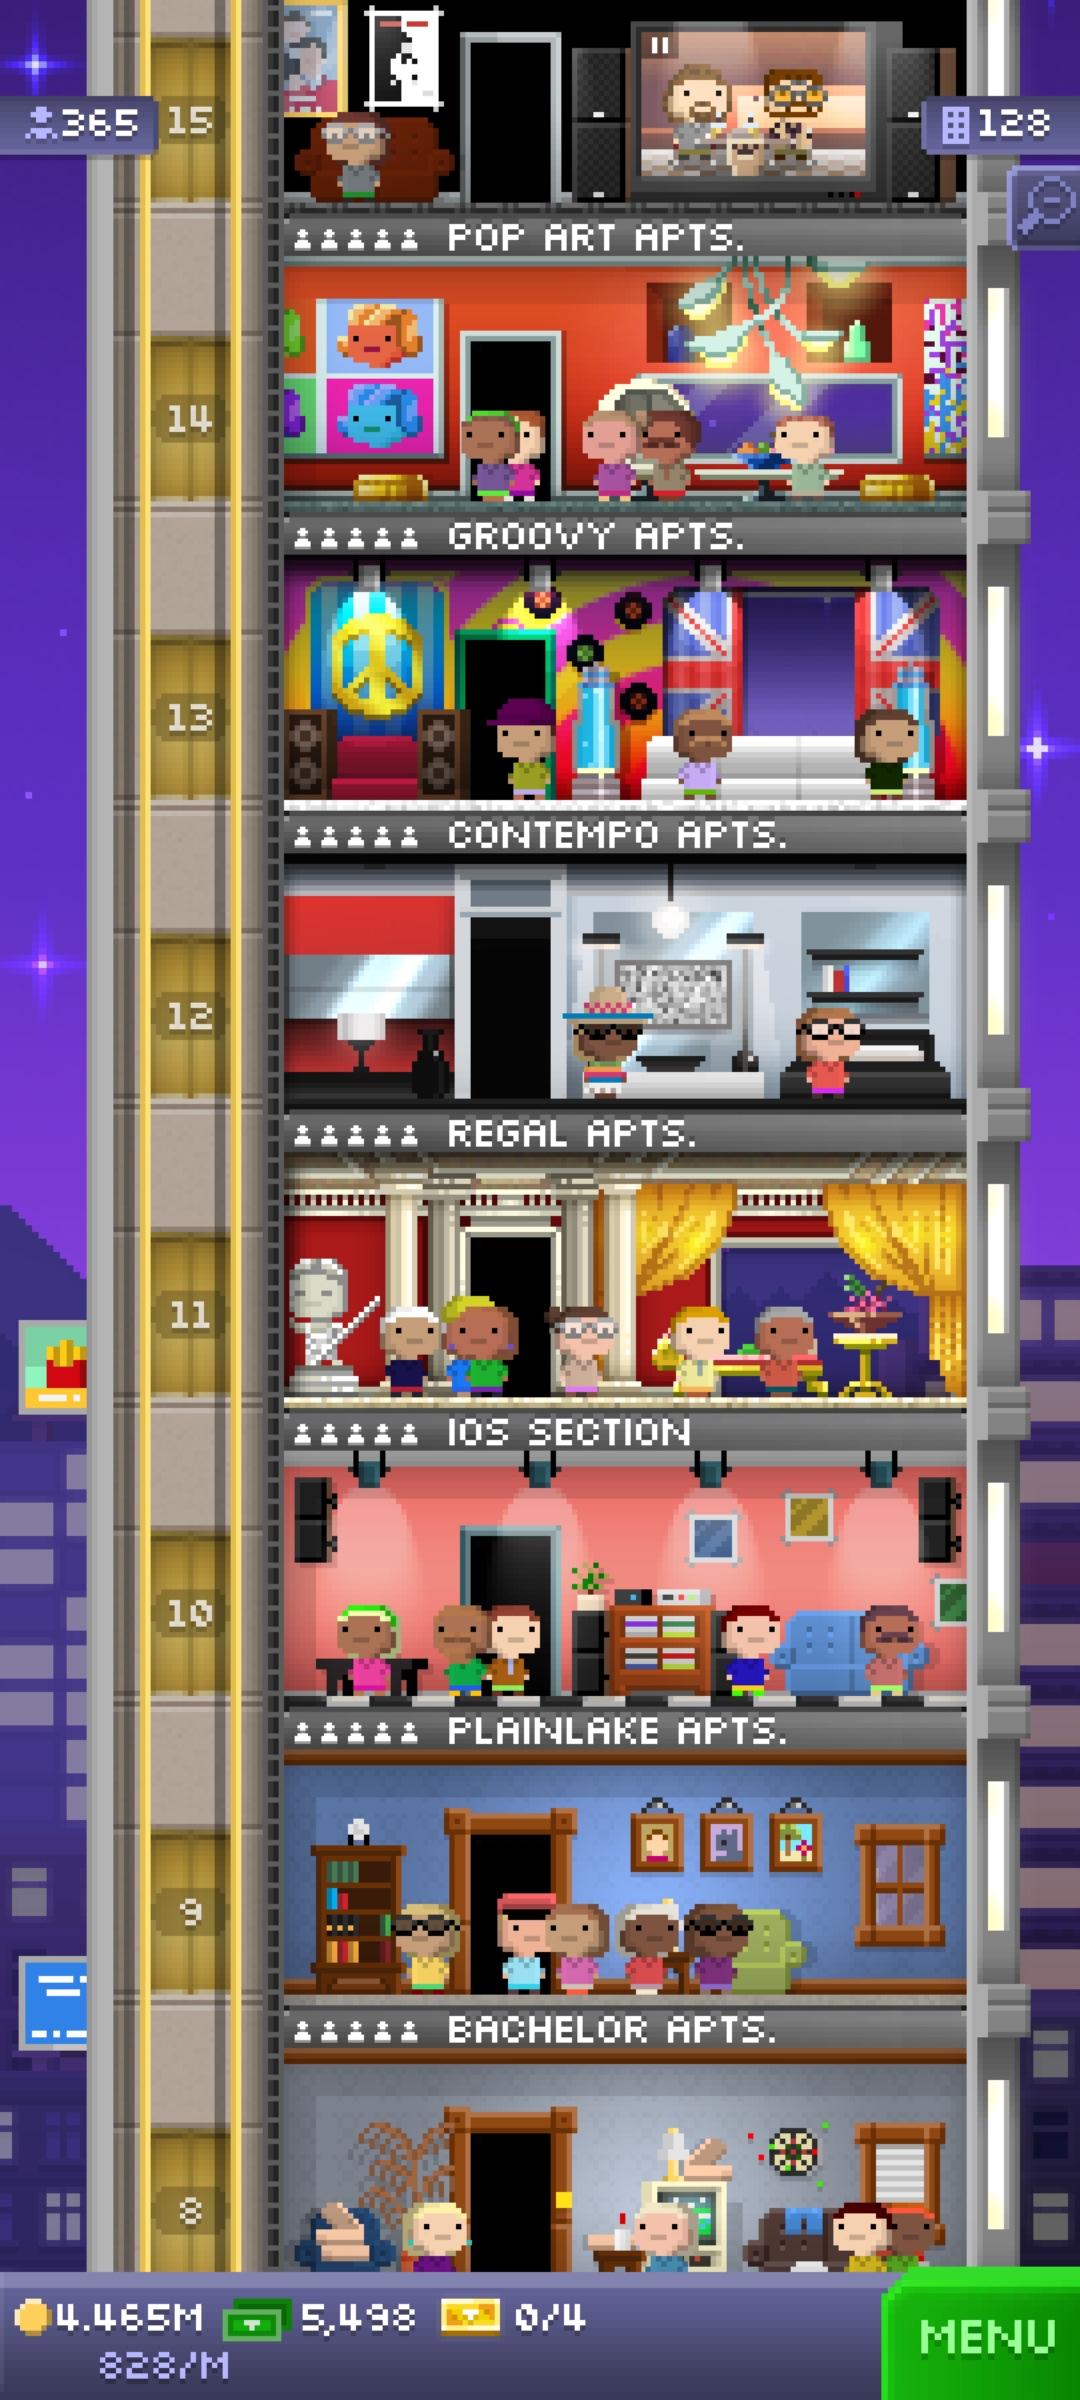 365
15
128
POP ART APTS.
14
GROOVY APTS.
13
CONTEMPO APTS.
12
REGAL APTS.
11
IOS SECTION
10
PLAINLAKE APTS.
9
BACHELOR APTS.
8
4.465M 5,498 0/4
828/M
MENU